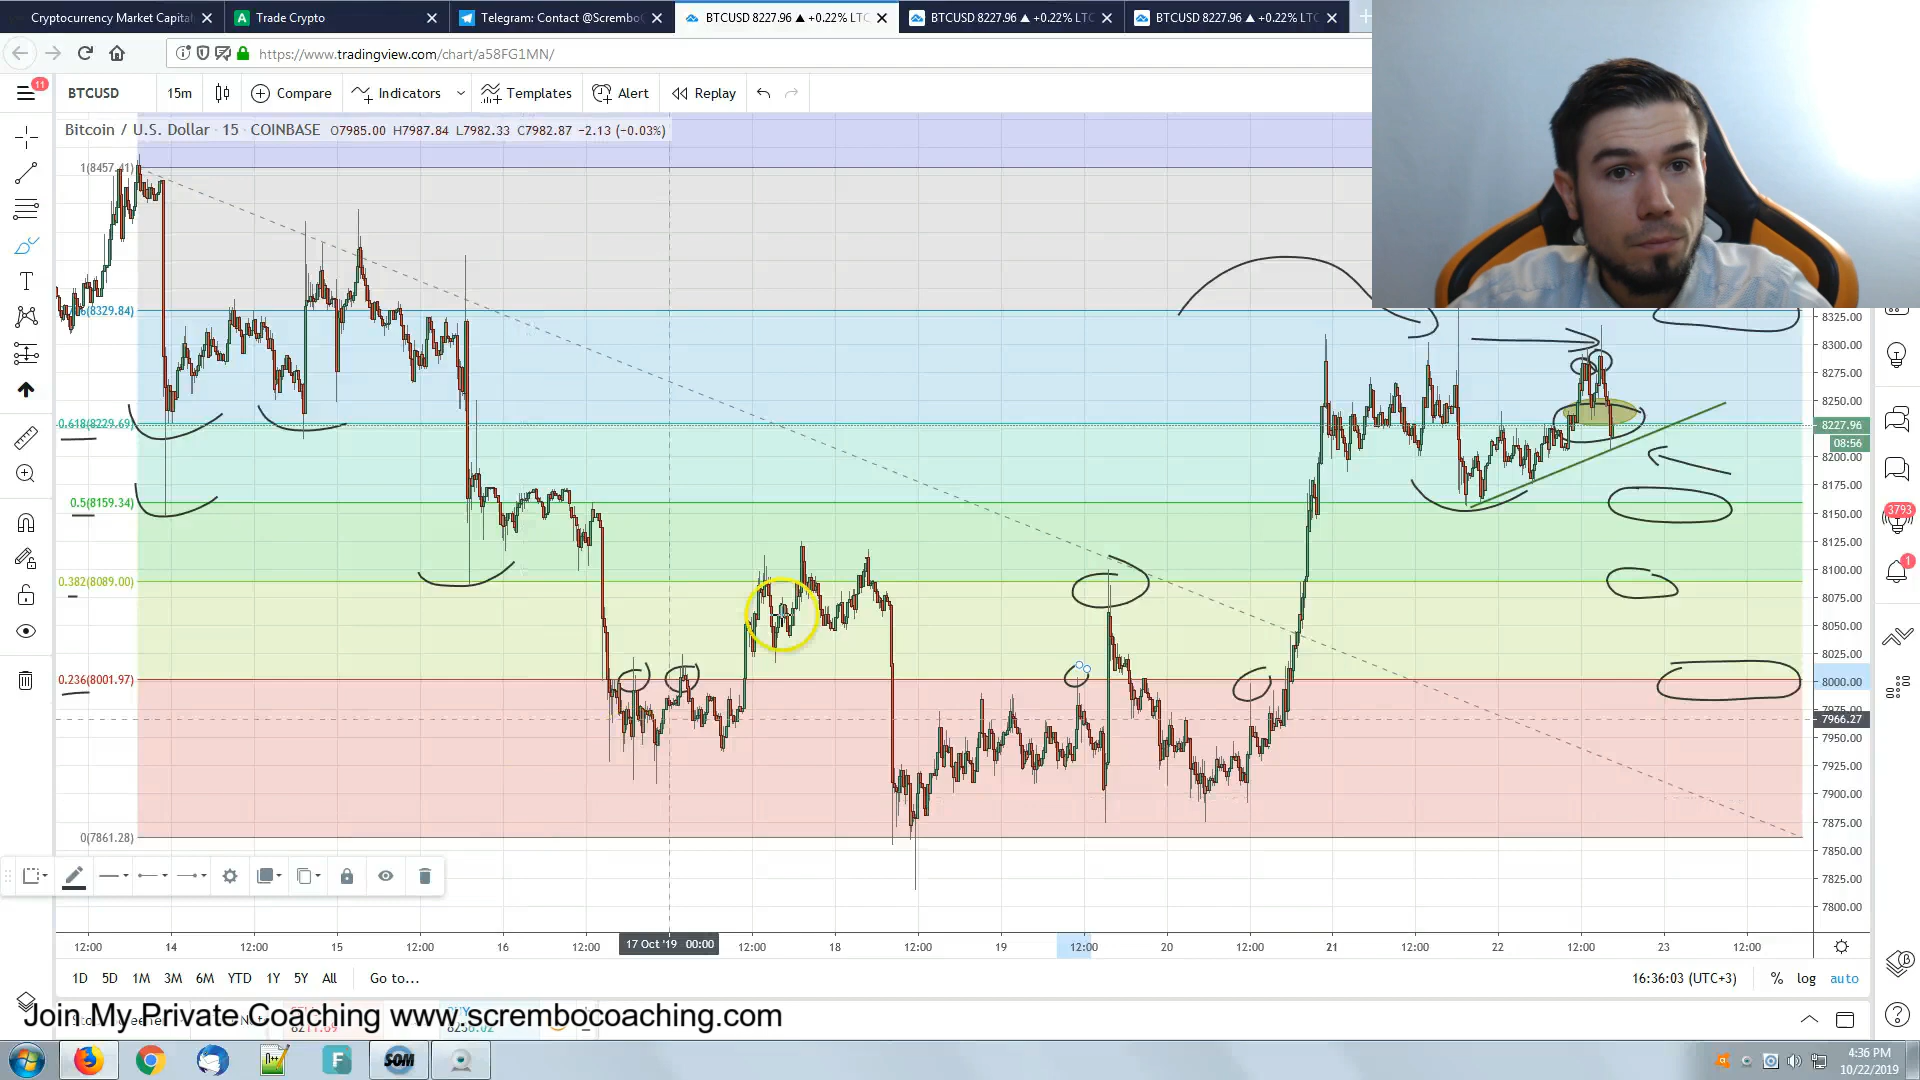 Cryptocurrency Market Capital
Trade Crypto
Telegram: Contact @Scrembo
BTCUSD 8227.96 ▲ +0.22% LTC
BTCUSD 8227.96 ▲ +0.22% LTC
BTCUSD 8227.96 ▲ +0.22% LTC
https://www.tradingview.com/chart/a58FG1MN/
11
BTCUSD
15m
Compare
Indicators
Templates
Alert
Replay
Bitcoin / U.S. Dollar · 15 · COINBASE O7985.00 H7987.84 L7982.33 C7982.87 −2.13 (−0.03%)
1(8457.41)
(8329.84)
0.618(8229.69)
0.5(8159.34)
0.382(8089.00)
0.236(8001.97)
0(7861.28)
8325.00
8300.00
8275.00
8250.00
8227.96
08:56
8200.00
8175.00
8150.00
8125.00
8100.00
8075.00
8050.00
8025.00
8000.00
7975.00
7966.27
7950.00
7925.00
7900.00
7875.00
7850.00
7825.00
7800.00
3793
1
12:00 14 12:00 15 12:00 16 12:00 17 Oct '19 00:00 12:00 18 12:00 19 12:00 20 12:00 21 12:00 22 12:00 23 12:00
1D 5D 1M 3M 6M YTD 1Y 5Y All Go to...
16:36:03 (UTC+3) % log auto
Join My Private Coaching www.scrembocoaching.com
4:36 PM
10/22/2019